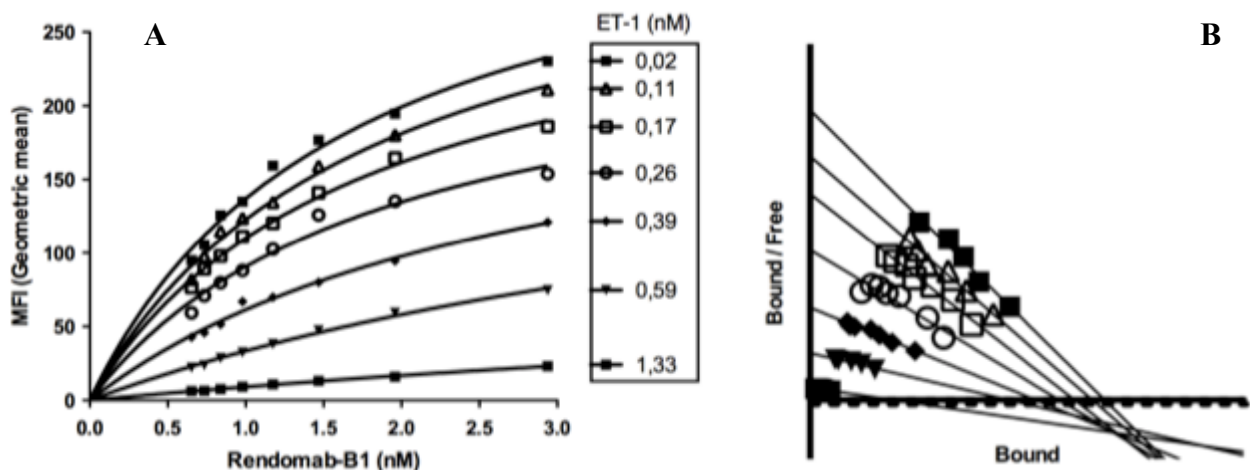 A
B
ET-1 (nM)
0,02
0,11
0,17
0,26
0,39
0,59
1,33
MFI (Geometric mean)
250
200
150
100
50
0
0.0 0.5 1.0 1.5 2.0 2.5 3.0
Rendomab-B1 (nM)
Bound / Free
Bound